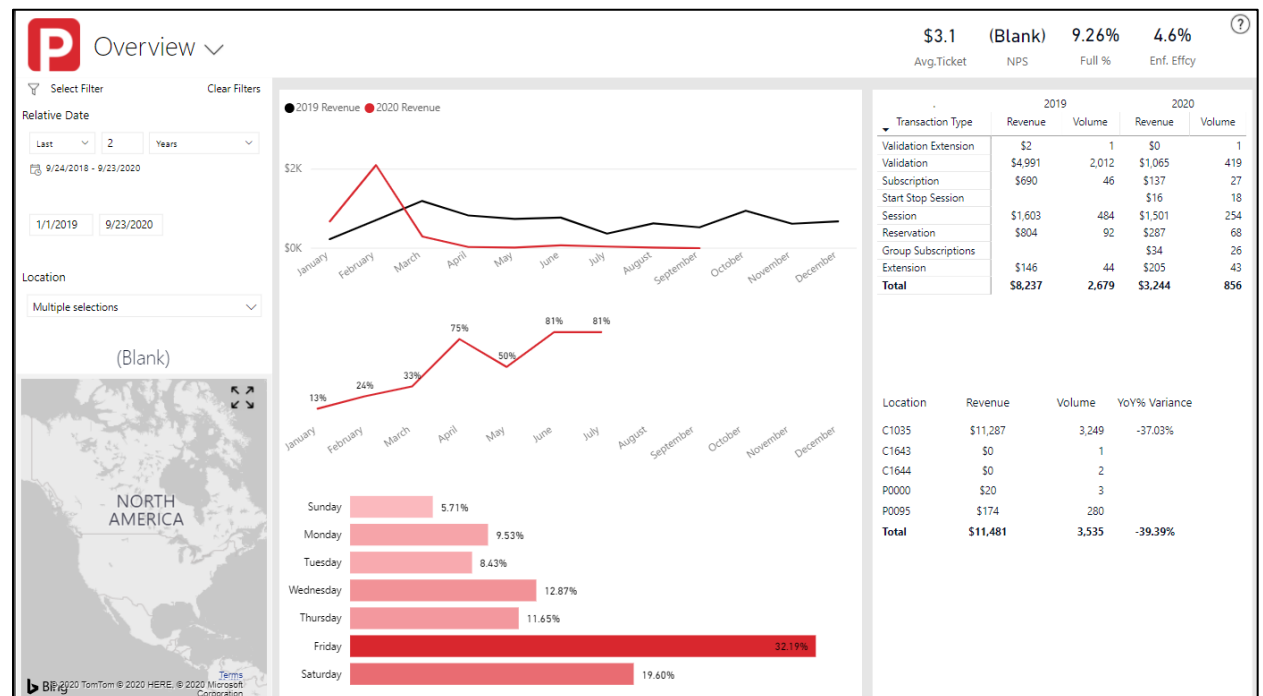 P Overview
$3.1 (Blank) 9.26% 4.6% ?
Avg.Ticket NPS Full % Enf. Effcy
Select Filter Clear Filters
Relative Date
Last 2 Years
9/24/2018 - 9/23/2020
1/1/2019 9/23/2020
Location
Multiple selections
(Blank)
NORTH
AMERICA
Bing
© 2020 TomTom © 2020 HERE, © 2020 Microsoft
Corporation
Terms
2019 Revenue 2020 Revenue
$2K
$0K
January February March April May June July August September October November December
13% 24% 33% 75% 50% 81% 81%
January February March April May June July August September October November December
Sunday 5.71%
Monday 9.53%
Tuesday 8.43%
Wednesday 12.87%
Thursday 11.65%
Friday 32.19%
Saturday 19.60%
. 2019 2020
Transaction Type Revenue Volume Revenue Volume
Validation Extension $2 1 $0 1
Validation $4,991 2,012 $1,065 419
Subscription $690 46 $137 27
Start Stop Session $16 18
Session $1,603 484 $1,501 254
Reservation $804 92 $287 68
Group Subscriptions $34 26
Extension $146 44 $205 43
Total $8,237 2,679 $3,244 856
Location Revenue Volume YoY% Variance
C1035 $11,287 3,249 -37.03%
C1643 $0 1
C1644 $0 2
P0000 $20 3
P0095 $174 280
Total $11,481 3,535 -39.39%